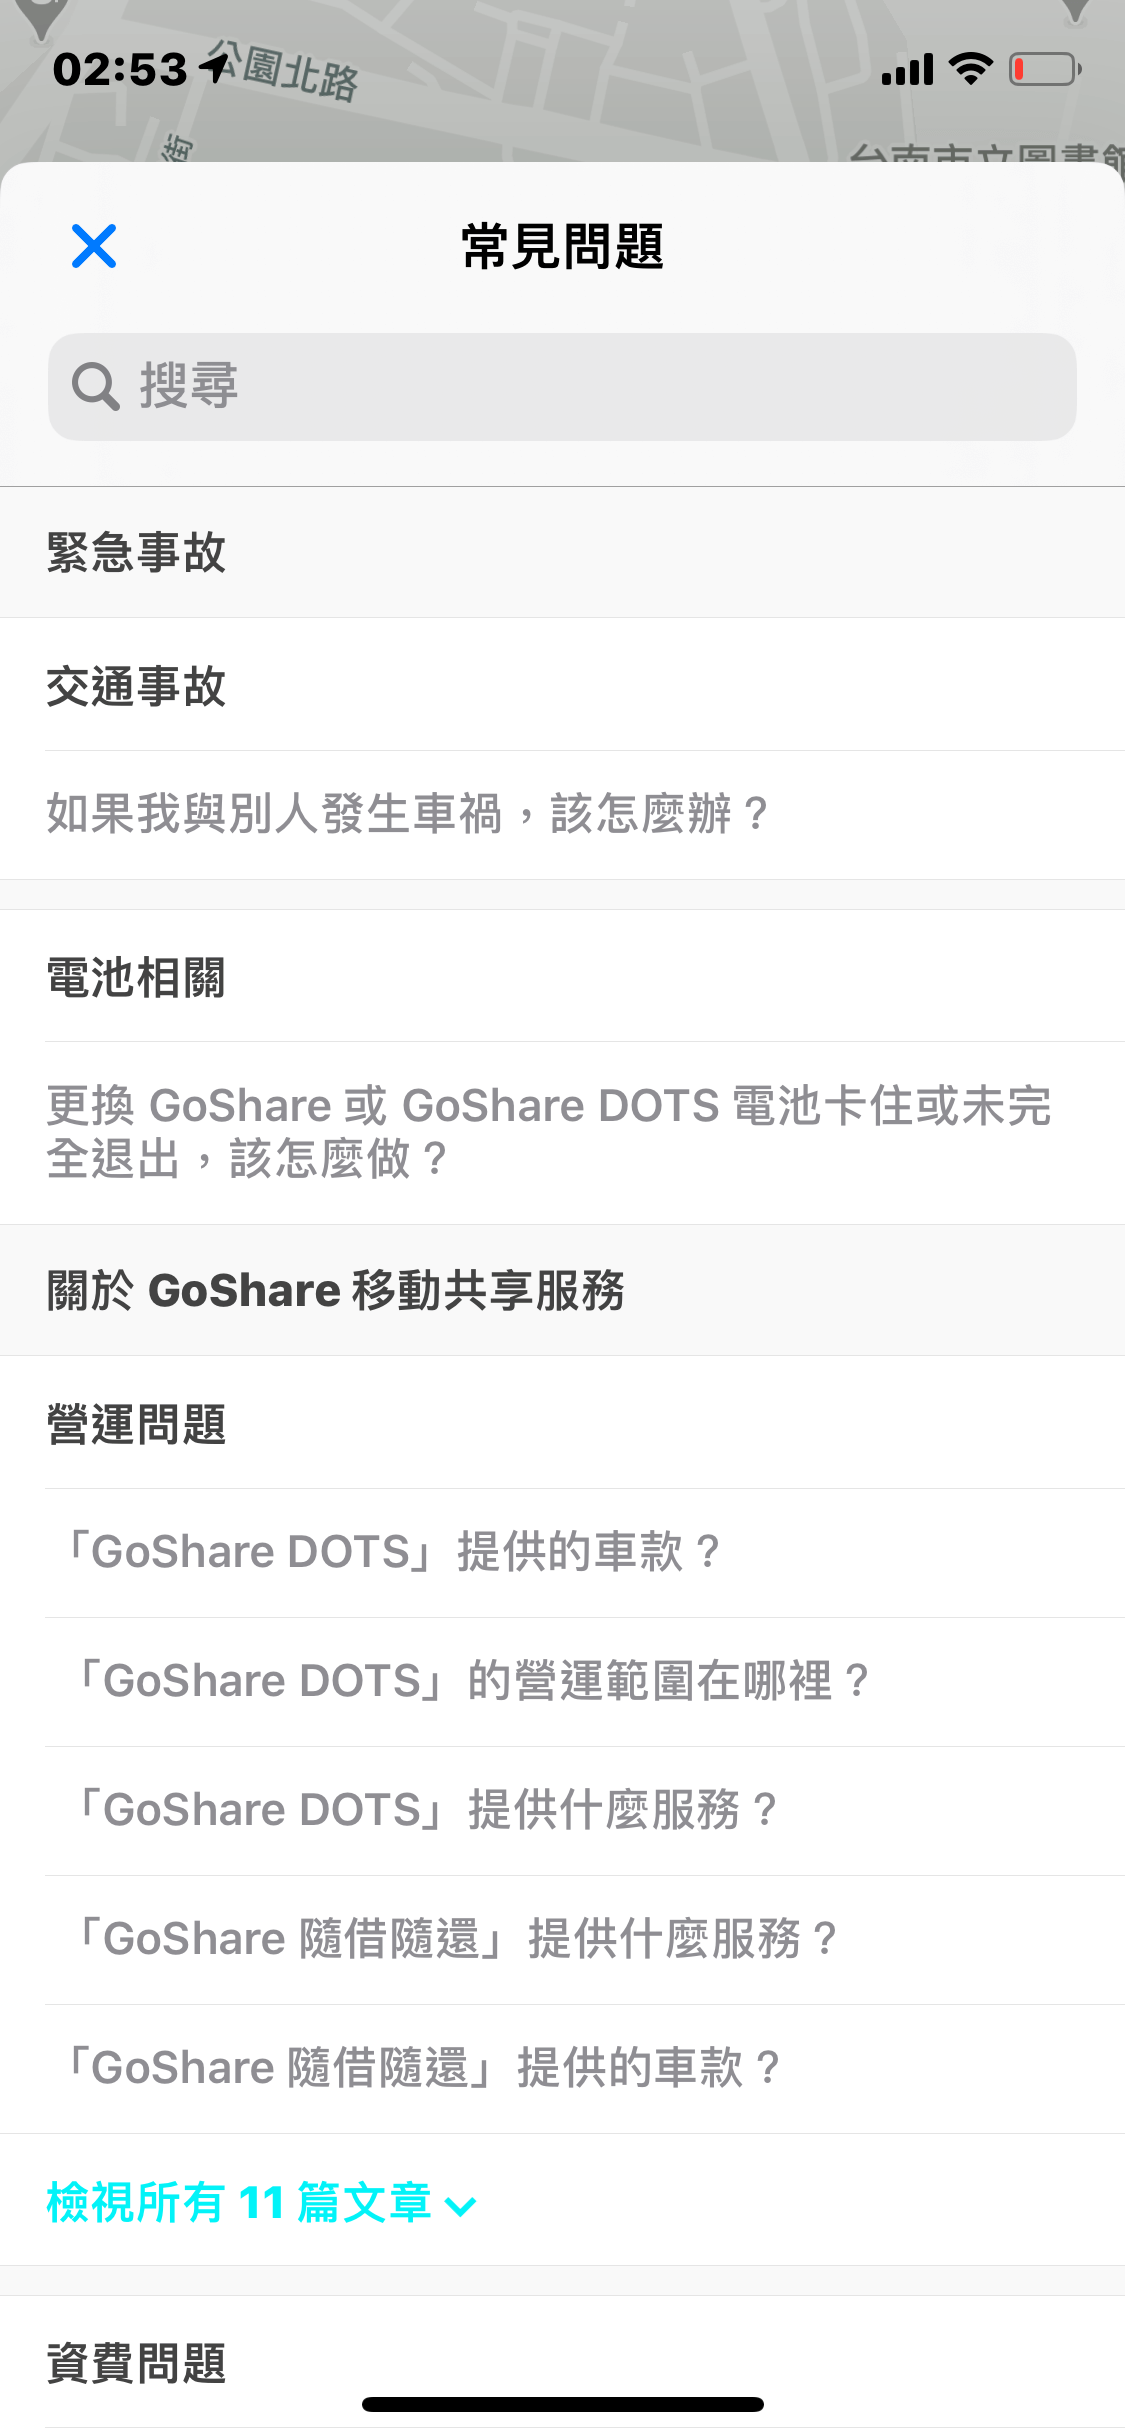 02:53
公園北路
街
台南市立圖書館
常見問題
搜尋
緊急事故
交通事故
如果我與別人發生車禍，該怎麼辦？
電池相關
更換 GoShare 或 GoShare DOTS 電池卡住或未完
全退出，該怎麼做？
關於 GoShare 移動共享服務
營運問題
「GoShare DOTS」提供的車款？
「GoShare DOTS」的營運範圍在哪裡？
「GoShare DOTS」提供什麼服務？
「GoShare 隨借隨還」提供什麼服務？
「GoShare 隨借隨還」提供的車款？
檢視所有 11 篇文章
資費問題